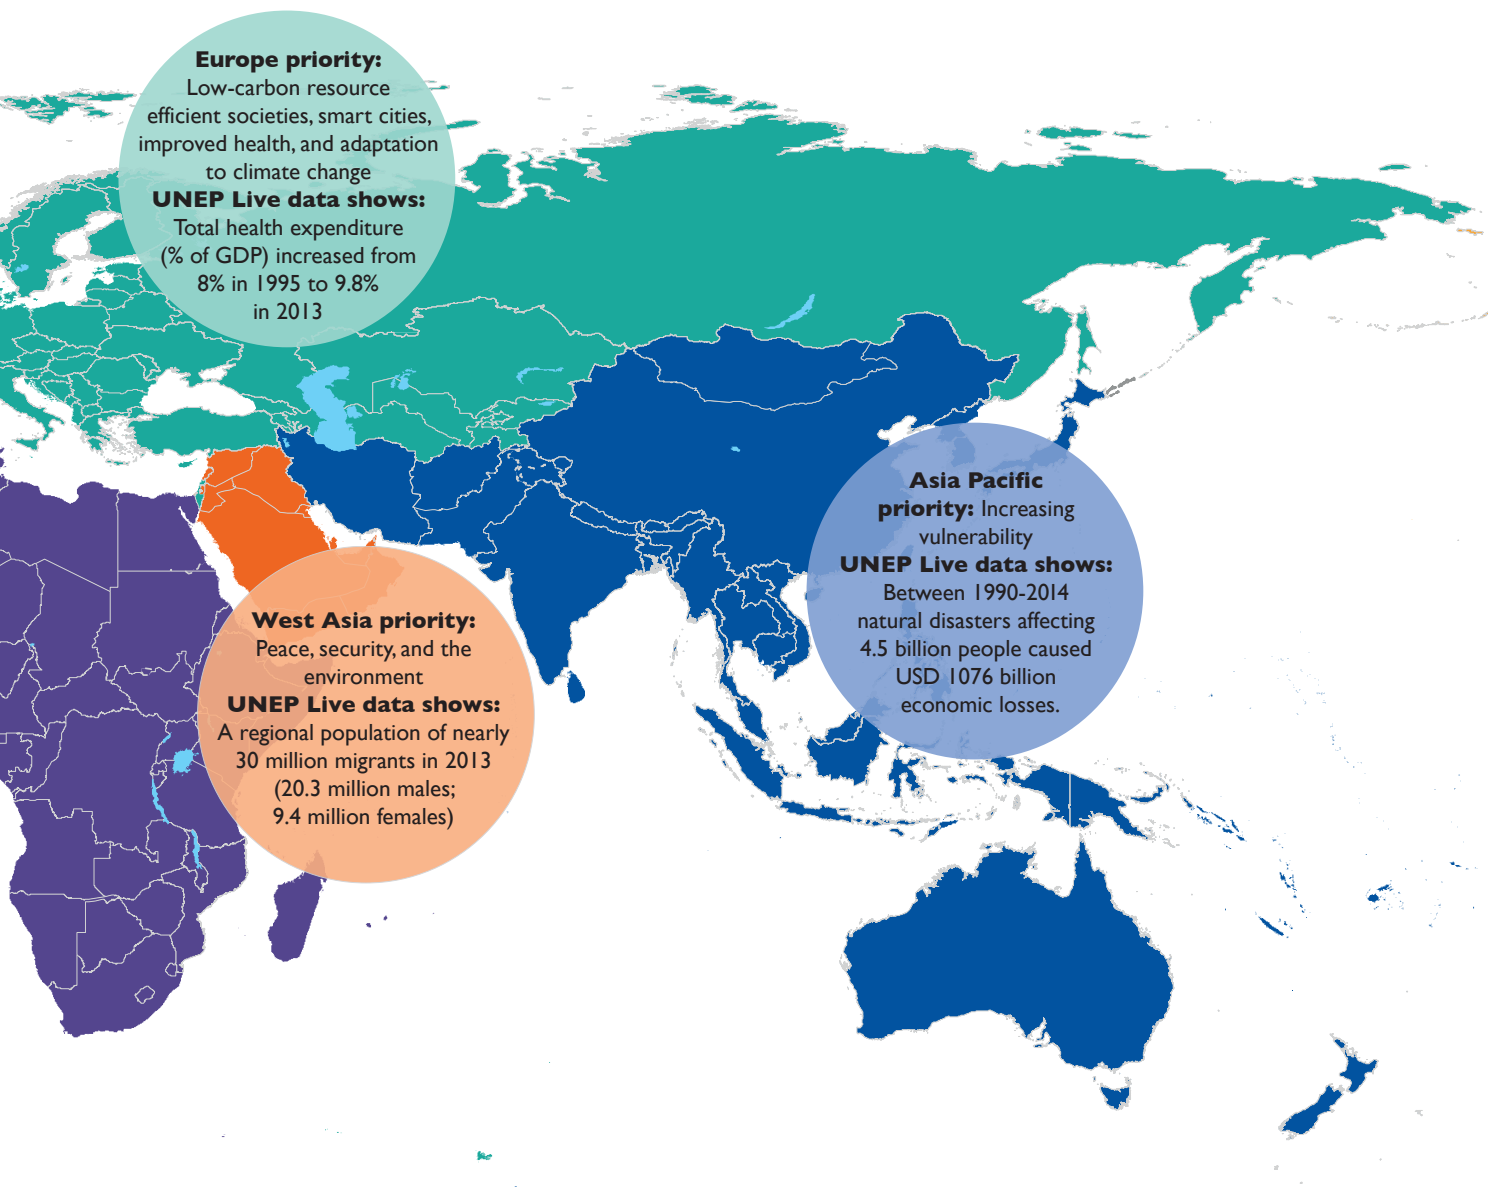 Europe priority:
Low-carbon resource
efficient societies, smart cities,
improved health, and adaptation
to climate change
UNEP Live data shows:
Total health expenditure
(% of GDP) increased from
8% in 1995 to 9.8%
in 2013
Asia Pacific
priority: Increasing
vulnerability
UNEP Live data shows:
Between 1990-2014
natural disasters affecting
4.5 billion people caused
USD 1076 billion
economic losses.
West Asia priority:
Peace, security, and the
environment
UNEP Live data shows:
A regional population of nearly
30 million migrants in 2013
(20.3 million males;
9.4 million females)